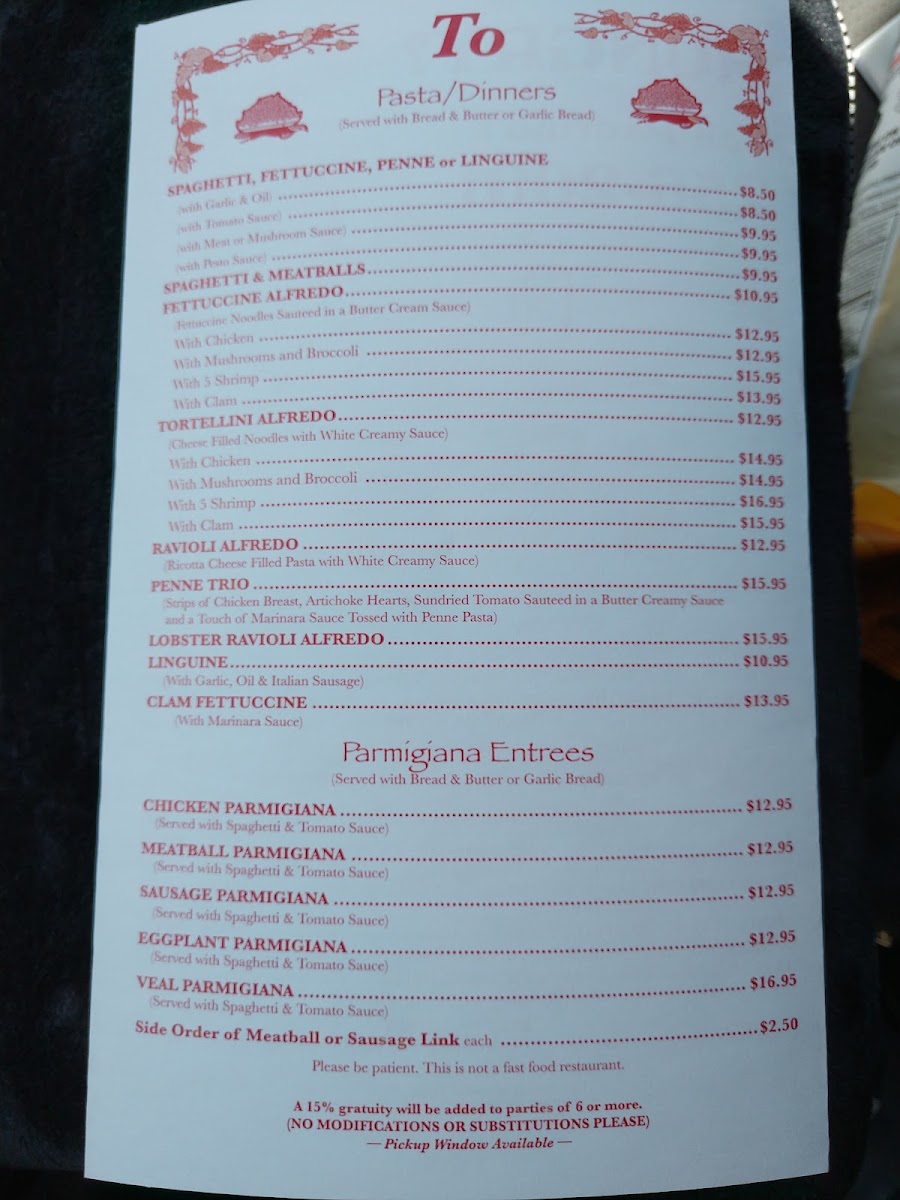 To
Pasta/Dinners
(Served with Bread & Butter or Garlic Bread)
SPAGHETTI, FETTUCCINE, PENNE or LINGUINE
(with Garlic & Oil) $8.50
(with Tomato Sauce) $8.50
(with Meat or Mushroom Sauce) $9.95
(with Pesto Sauce) $9.95
SPAGHETTI & MEATBALLS $9.95
FETTUCCINE ALFREDO $10.95
(Fettuccine Noodles Sauteed in a Butter Cream Sauce)
With Chicken $12.95
With Mushrooms and Broccoli $12.95
With 5 Shrimp $15.95
With Clam $13.95
TORTELLINI ALFREDO $12.95
(Cheese Filled Noodles with White Creamy Sauce)
With Chicken $14.95
With Mushrooms and Broccoli $14.95
With 5 Shrimp $16.95
With Clam $15.95
RAVIOLI ALFREDO $12.95
(Ricotta Cheese Filled Pasta with White Creamy Sauce)
PENNE TRIO $15.95
(Strips of Chicken Breast, Artichoke Hearts, Sundried Tomato Sauteed in a Butter Creamy Sauce
and a Touch of Marinara Sauce Tossed with Penne Pasta)
LOBSTER RAVIOLI ALFREDO $15.95
LINGUINE $10.95
(With Garlic, Oil & Italian Sausage)
CLAM FETTUCCINE $13.95
(With Marinara Sauce)
Parmigiana Entrees
(Served with Bread & Butter or Garlic Bread)
CHICKEN PARMIGIANA $12.95
(Served with Spaghetti & Tomato Sauce)
MEATBALL PARMIGIANA $12.95
(Served with Spaghetti & Tomato Sauce)
SAUSAGE PARMIGIANA $12.95
(Served with Spaghetti & Tomato Sauce)
EGGPLANT PARMIGIANA $12.95
(Served with Spaghetti & Tomato Sauce)
VEAL PARMIGIANA $16.95
(Served with Spaghetti & Tomato Sauce)
Side Order of Meatball or Sausage Link each $2.50
Please be patient. This is not a fast food restaurant.
A 15% gratuity will be added to parties of 6 or more.
(NO MODIFICATIONS OR SUBSTITUTIONS PLEASE)
— Pickup Window Available —